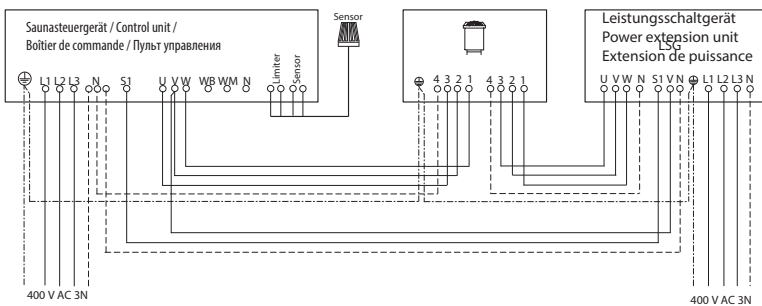 Saunasteuergerät / Control unit /
Boîtier de commande / Пульт управления
Sensor
Leistungsschaltgerät
Power extension unit
LSG
Extension de puissance
Limiter
Sensor
L1 L2 L3 N S1 U V W WB WM N
4 3 2 1 4 3 2 1
U V W N S1 V N L1 L2 L3 N
400 V AC 3N
400 V AC 3N